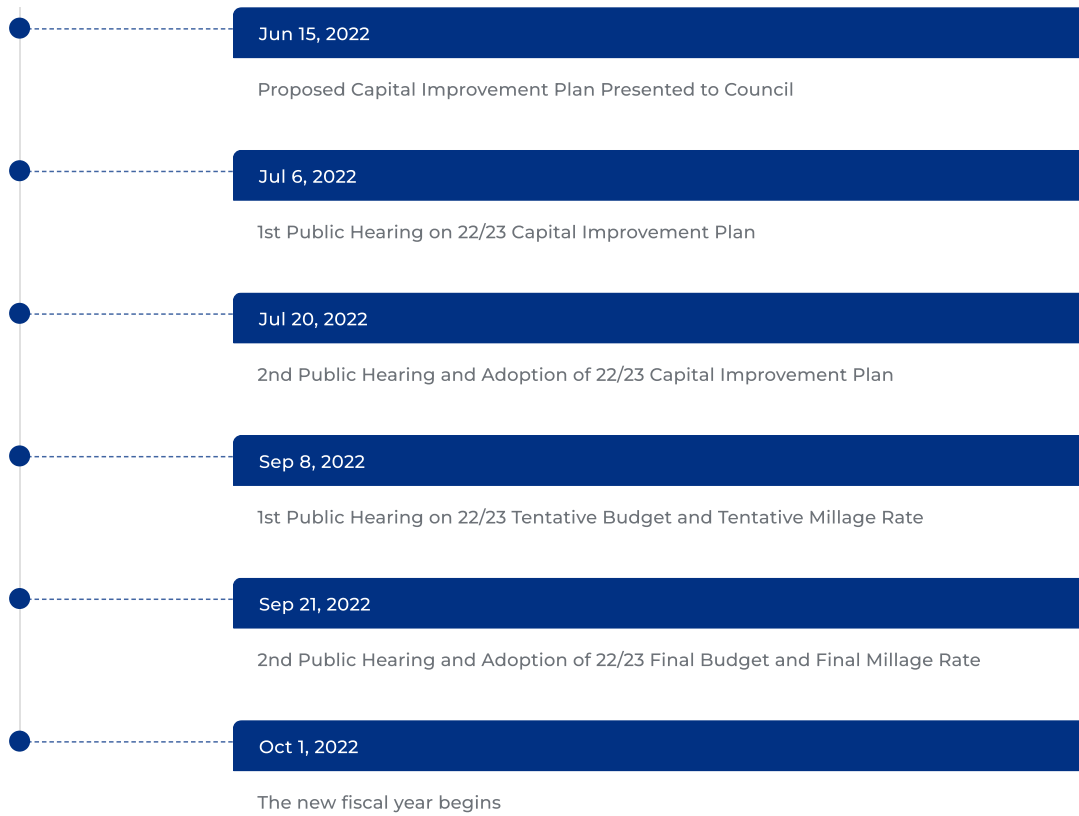 Jun 15, 2022
Proposed Capital Improvement Plan Presented to Council
Jul 6, 2022
1st Public Hearing on 22/23 Capital Improvement Plan
Jul 20, 2022
2nd Public Hearing and Adoption of 22/23 Capital Improvement Plan
Sep 8, 2022
1st Public Hearing on 22/23 Tentative Budget and Tentative Millage Rate
Sep 21, 2022
2nd Public Hearing and Adoption of 22/23 Final Budget and Final Millage Rate
Oct 1, 2022
The new fiscal year begins